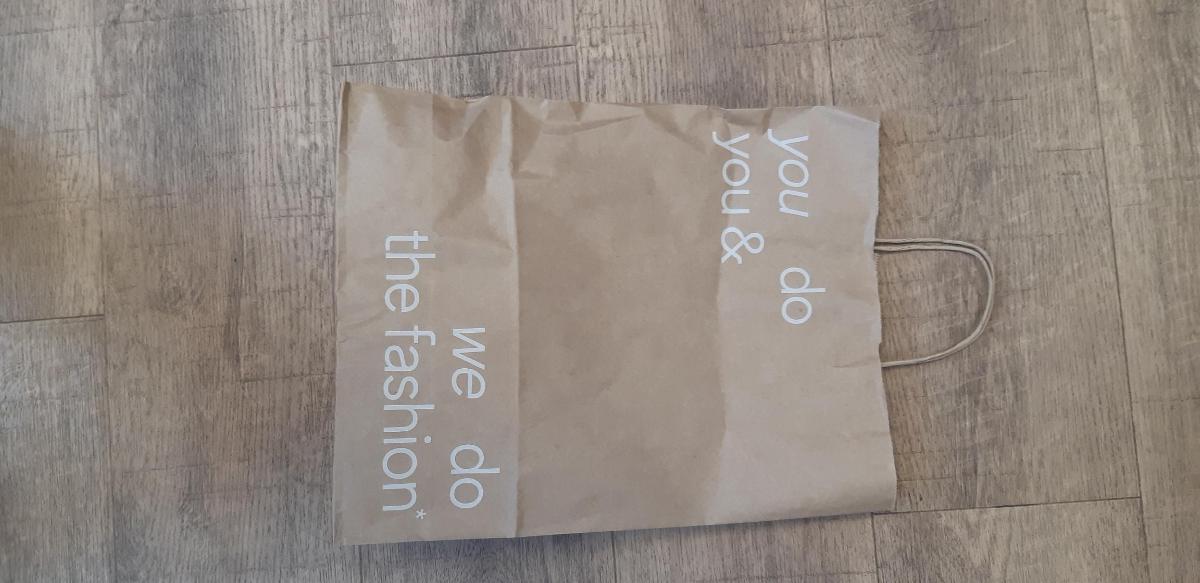 you do
you &
we do
the fashion*